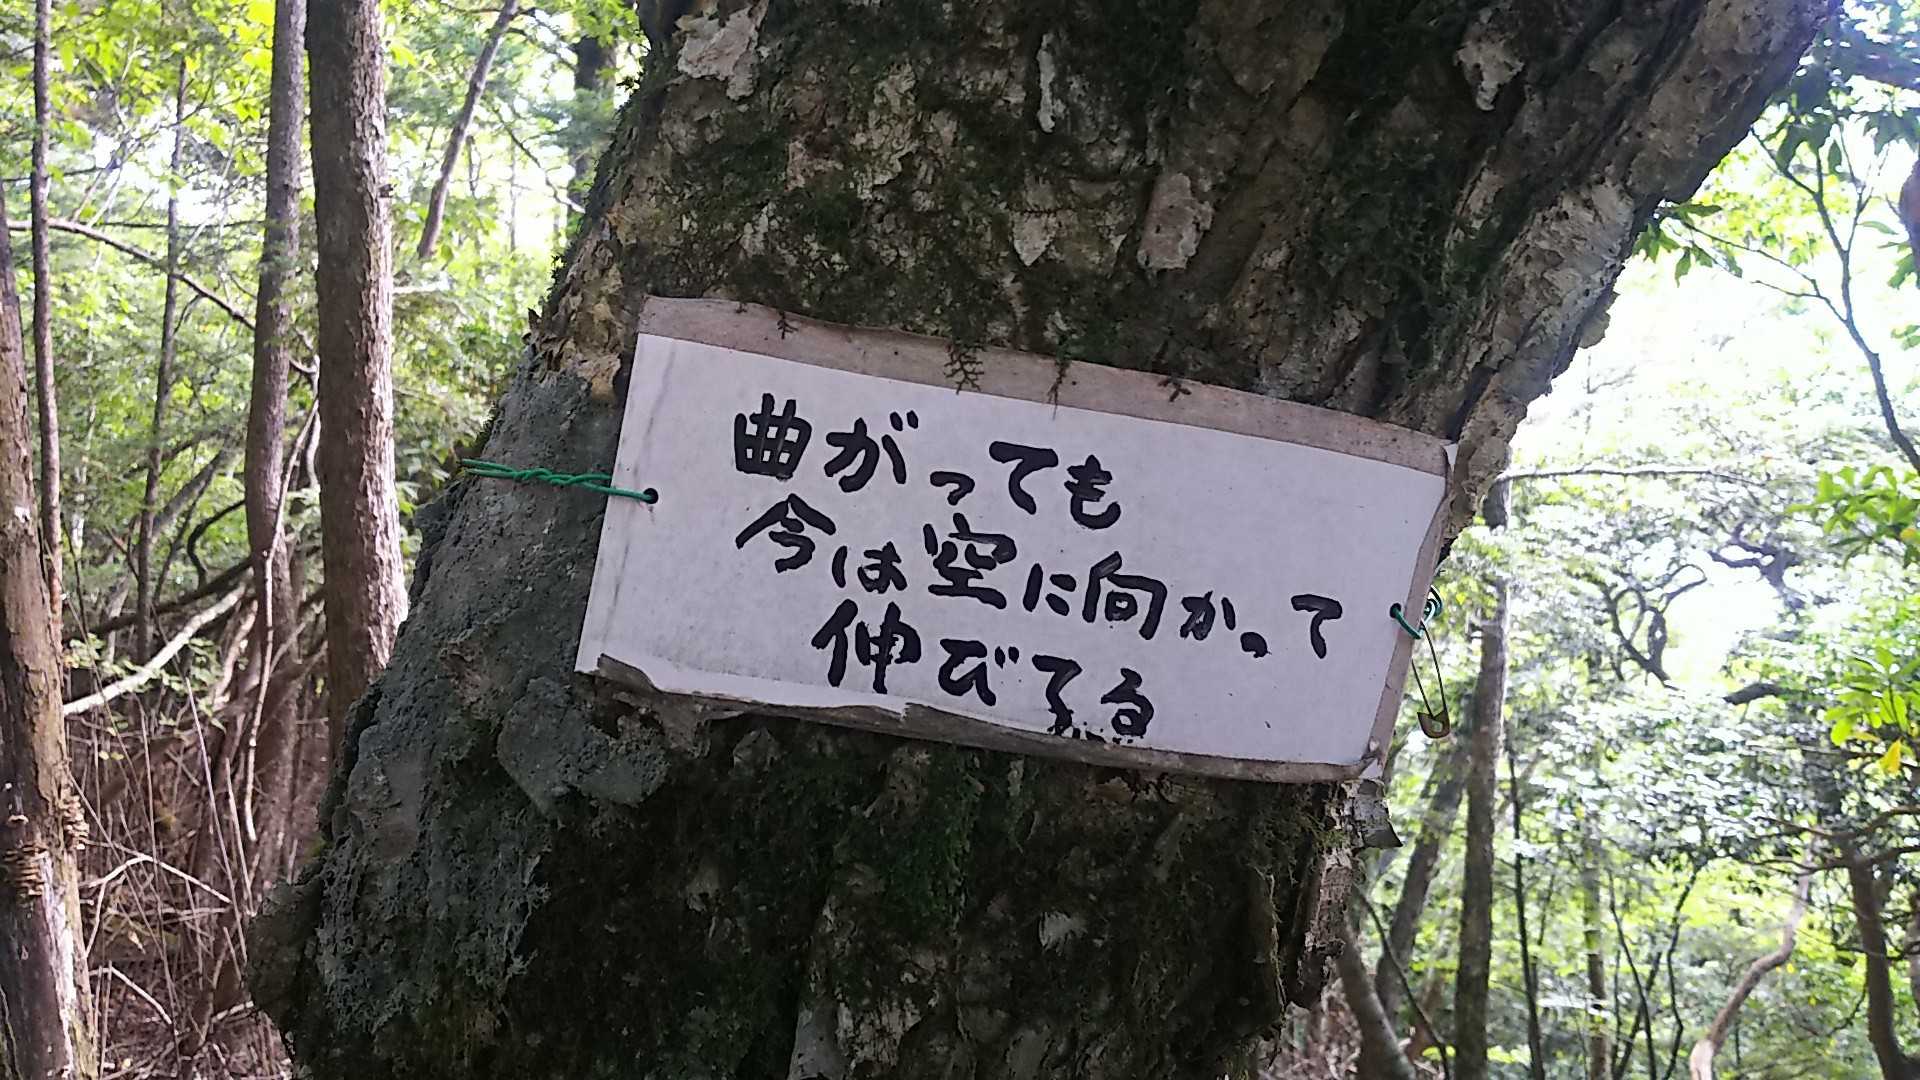 曲がっても
今は空に向かって
伸びてる